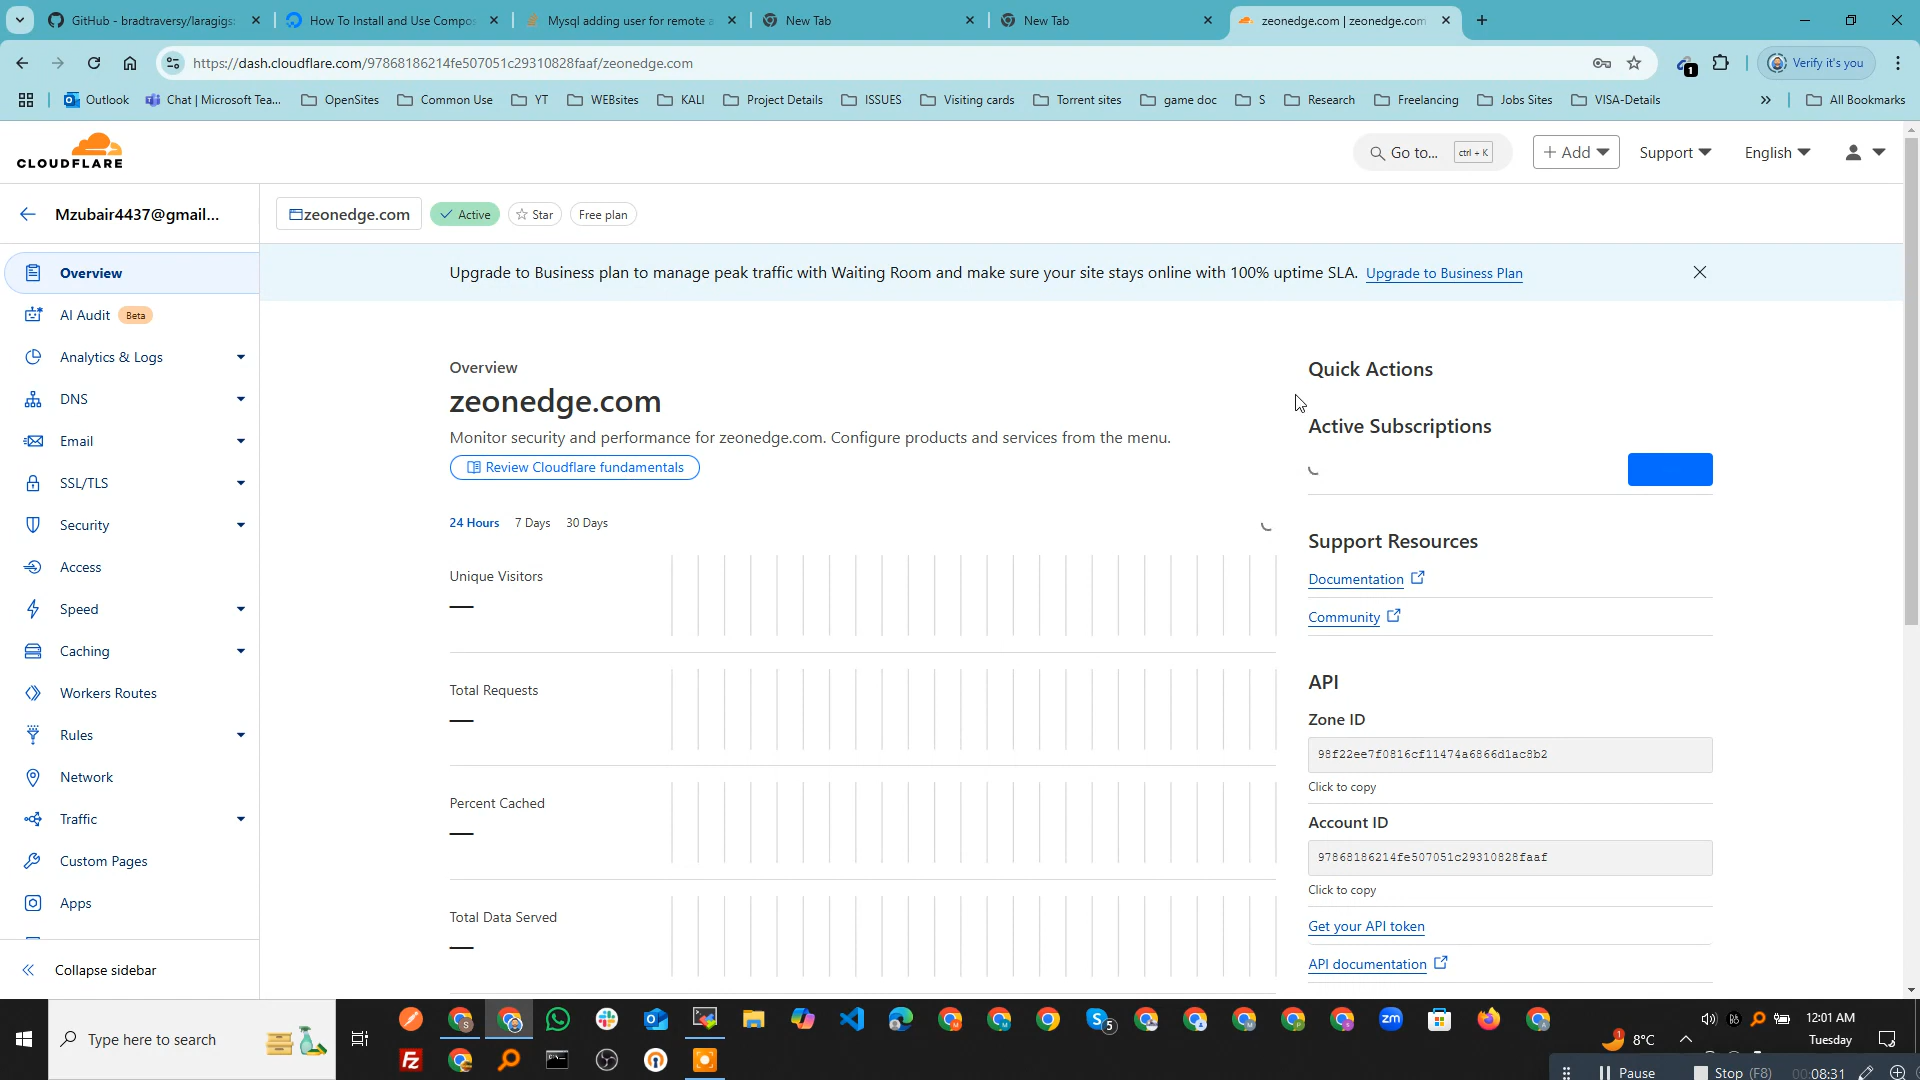 GitHub - bradtraversy/laragigs:
How To Install and Use Compos
Mysql adding user for remote a
New Tab
New Tab
zeonedge.com | zeonedge.com
https://dash.cloudflare.com/97868186214fe507051c29310828faaf/zeonedge.com
1
Verify it's you
Outlook
Chat | Microsoft Tea...
OpenSites
Common Use
YT
WEBsites
KALI
Project Details
ISSUES
Visiting cards
Torrent sites
game doc
S
Research
Freelancing
Jobs Sites
VISA-Details
All Bookmarks
CLOUDFLARE
Go to...
ctrl + K
+ Add
Support
English
Mzubair4437@gmail...
zeonedge.com
Active
Star
Free plan
Overview
AI Audit
Beta
Analytics & Logs
DNS
Email
SSL/TLS
Security
Access
Speed
Caching
Workers Routes
Rules
Network
Traffic
Custom Pages
Apps
Collapse sidebar
Upgrade to Business plan to manage peak traffic with Waiting Room and make sure your site stays online with 100% uptime SLA. Upgrade to Business Plan
Overview
zeonedge.com
Monitor security and performance for zeonedge.com. Configure products and services from the menu.
Review Cloudflare fundamentals
24 Hours
7 Days
30 Days
Unique Visitors
Total Requests
Percent Cached
Total Data Served
Quick Actions
Active Subscriptions
Support Resources
Documentation
Community
API
Zone ID
98f22ee7f0816cf11474a6866d1ac8b2
Click to copy
Account ID
97868186214fe507051c29310828faaf
Click to copy
Get your API token
API documentation
Type here to search
5
zm
1
8°C
12:01 AM
Tuesday
Pause
Stop (F8)
00:08:31